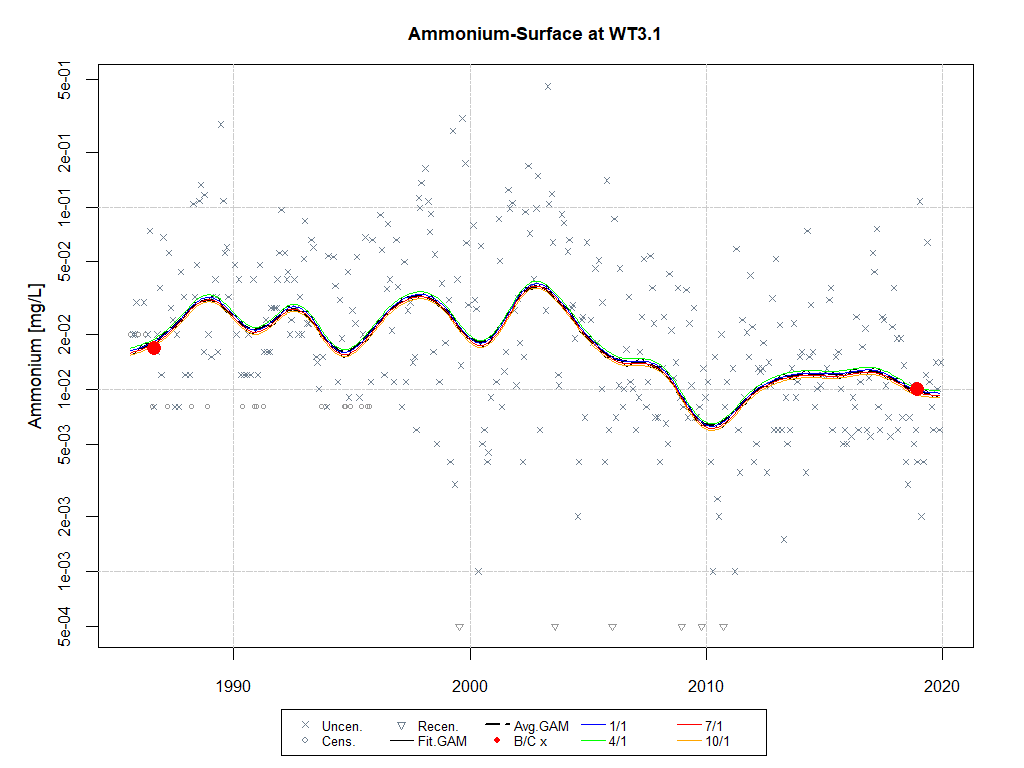 Ammonium-Surface at WT3.1
Ammonium [mg/L]
5e-01
2e-01
1e-01
5e-02
2e-02
1e-02
5e-03
2e-03
1e-03
5e-04
1990 2000 2010 2020
Uncen. Recen. Avg.GAM 1/1 7/1
Cens. Fit.GAM B/C x 4/1 10/1